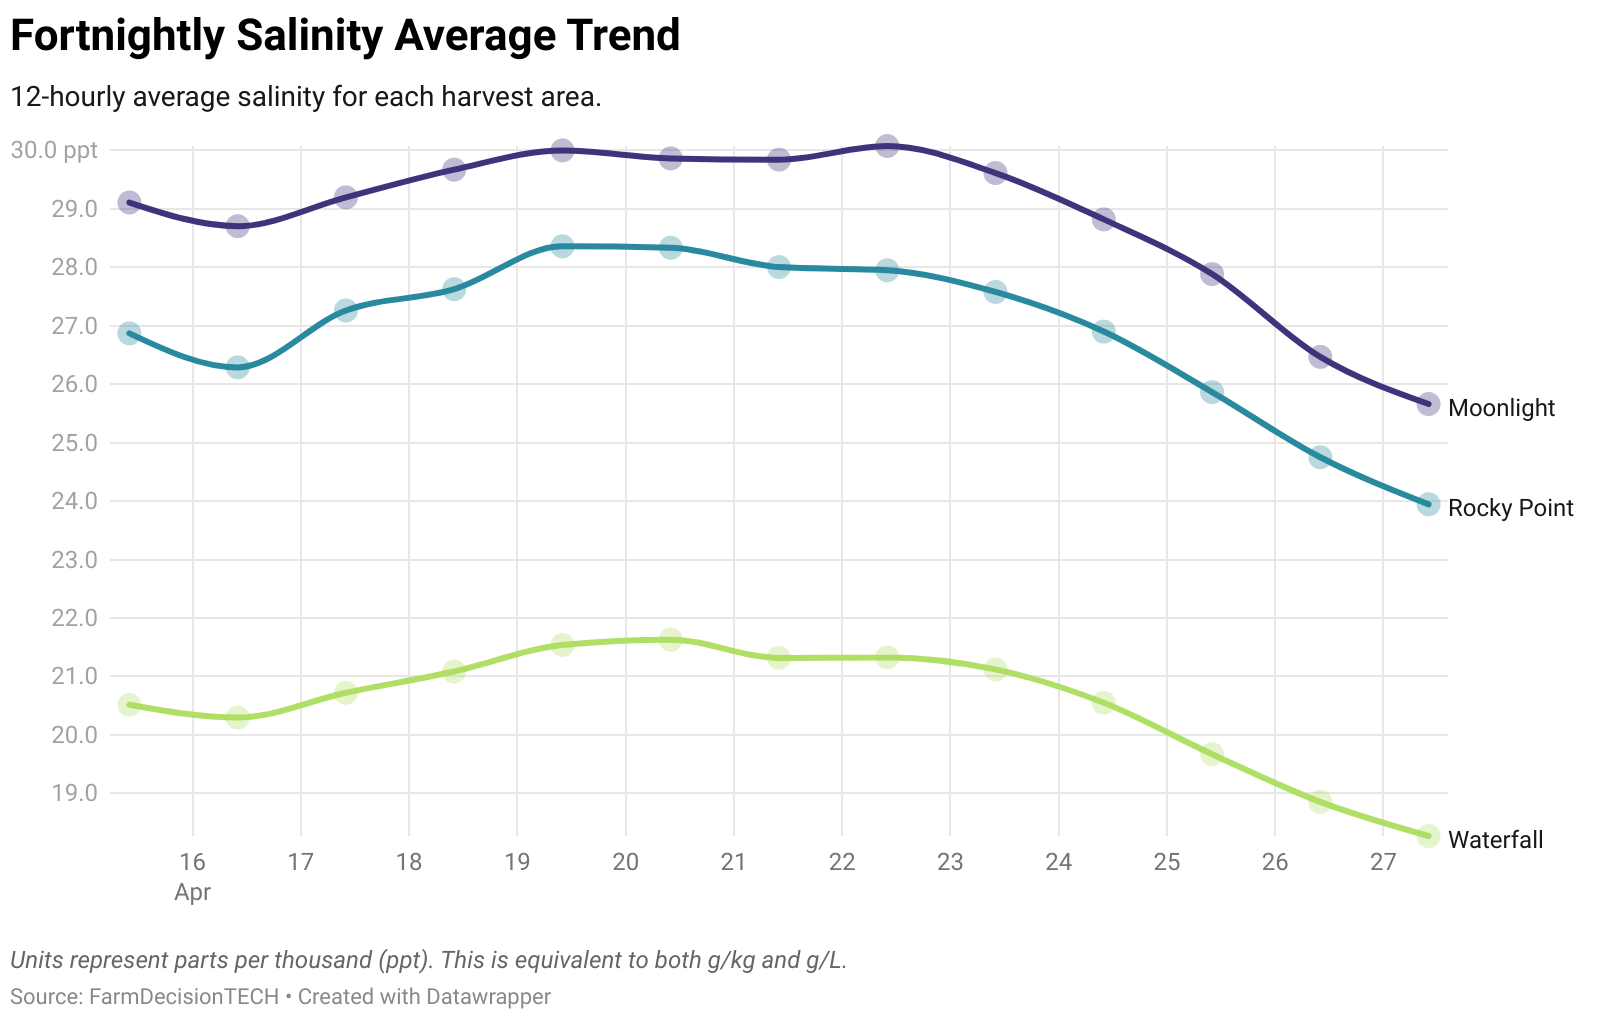 Fortnightly Salinity Average Trend
12-hourly average salinity for each harvest area.
30.0 ppt
29.0
28.0
27.0
26.0
25.0
24.0
23.0
22.0
21.0
20.0
19.0
Moonlight
Rocky Point
Waterfall
16 17 18 19 20 21 22 23 24 25 26 27
Apr
Units represent parts per thousand (ppt). This is equivalent to both g/kg and g/L.
Source: FarmDecisionTECH • Created with Datawrapper